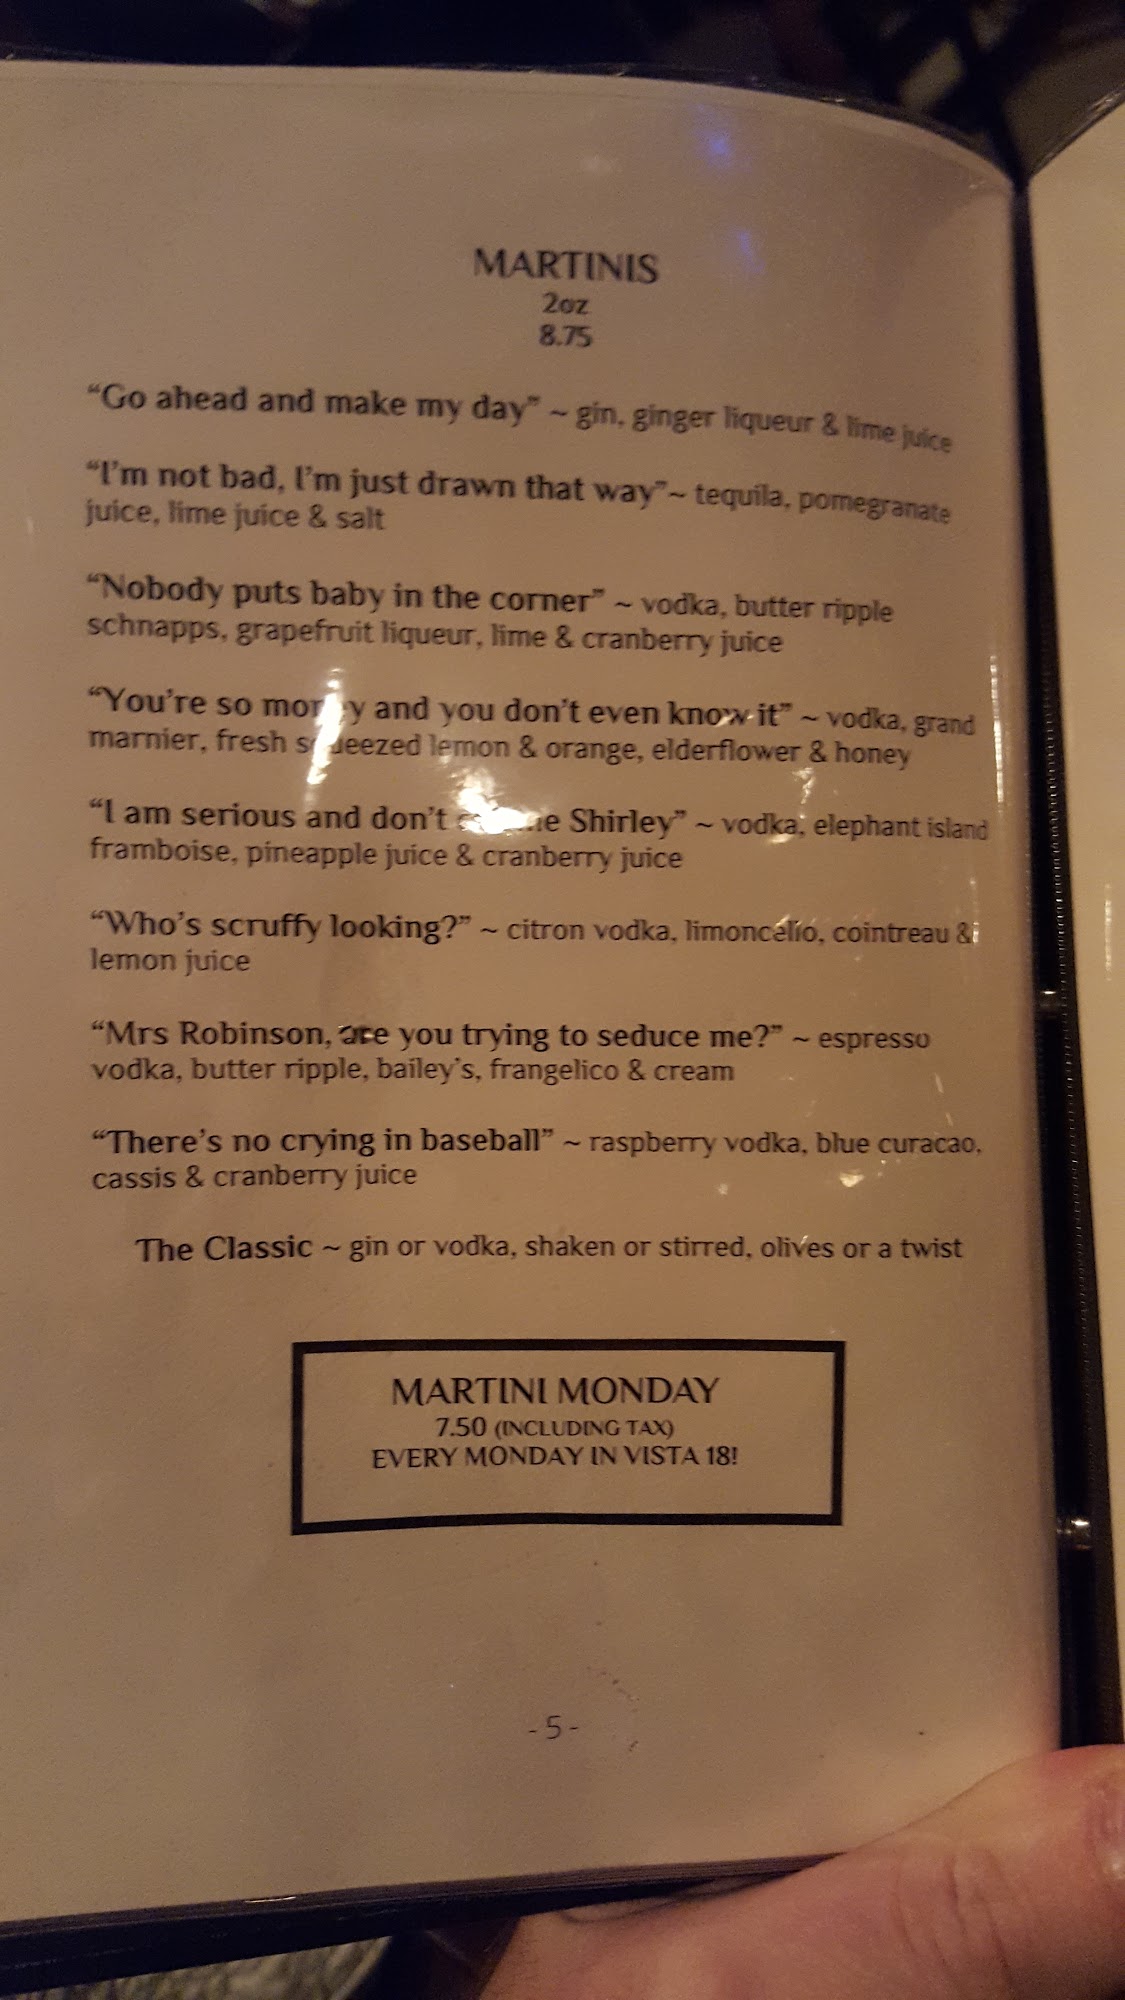 MARTINIS
2oz
8.75
“Go ahead and make my day” ~ gin, ginger liqueur & lime juice
“I’m not bad, I’m just drawn that way”~ tequila, pomegranate
juice, lime juice & salt
“Nobody puts baby in the corner” ~ vodka, butter ripple
schnapps, grapefruit liqueur, lime & cranberry juice
“You’re so money and you don’t even know it” ~ vodka, grand
marnier, fresh squeezed lemon & orange, elderflower & honey
“I am serious and don’t Shirley” ~ vodka, elephant island
framboise, pineapple juice & cranberry juice
“Who’s scruffy looking?” ~ citron vodka, limoncello, cointreau &
lemon juice
“Mrs Robinson, are you trying to seduce me?” ~ espresso
vodka, butter ripple, bailey’s, frangelico & cream
“There’s no crying in baseball” ~ raspberry vodka, blue curacao,
cassis & cranberry juice
The Classic ~ gin or vodka, shaken or stirred, olives or a twist
MARTINI MONDAY
7.50 (INCLUDING TAX)
EVERY MONDAY IN VISTA 18!
- 5 -